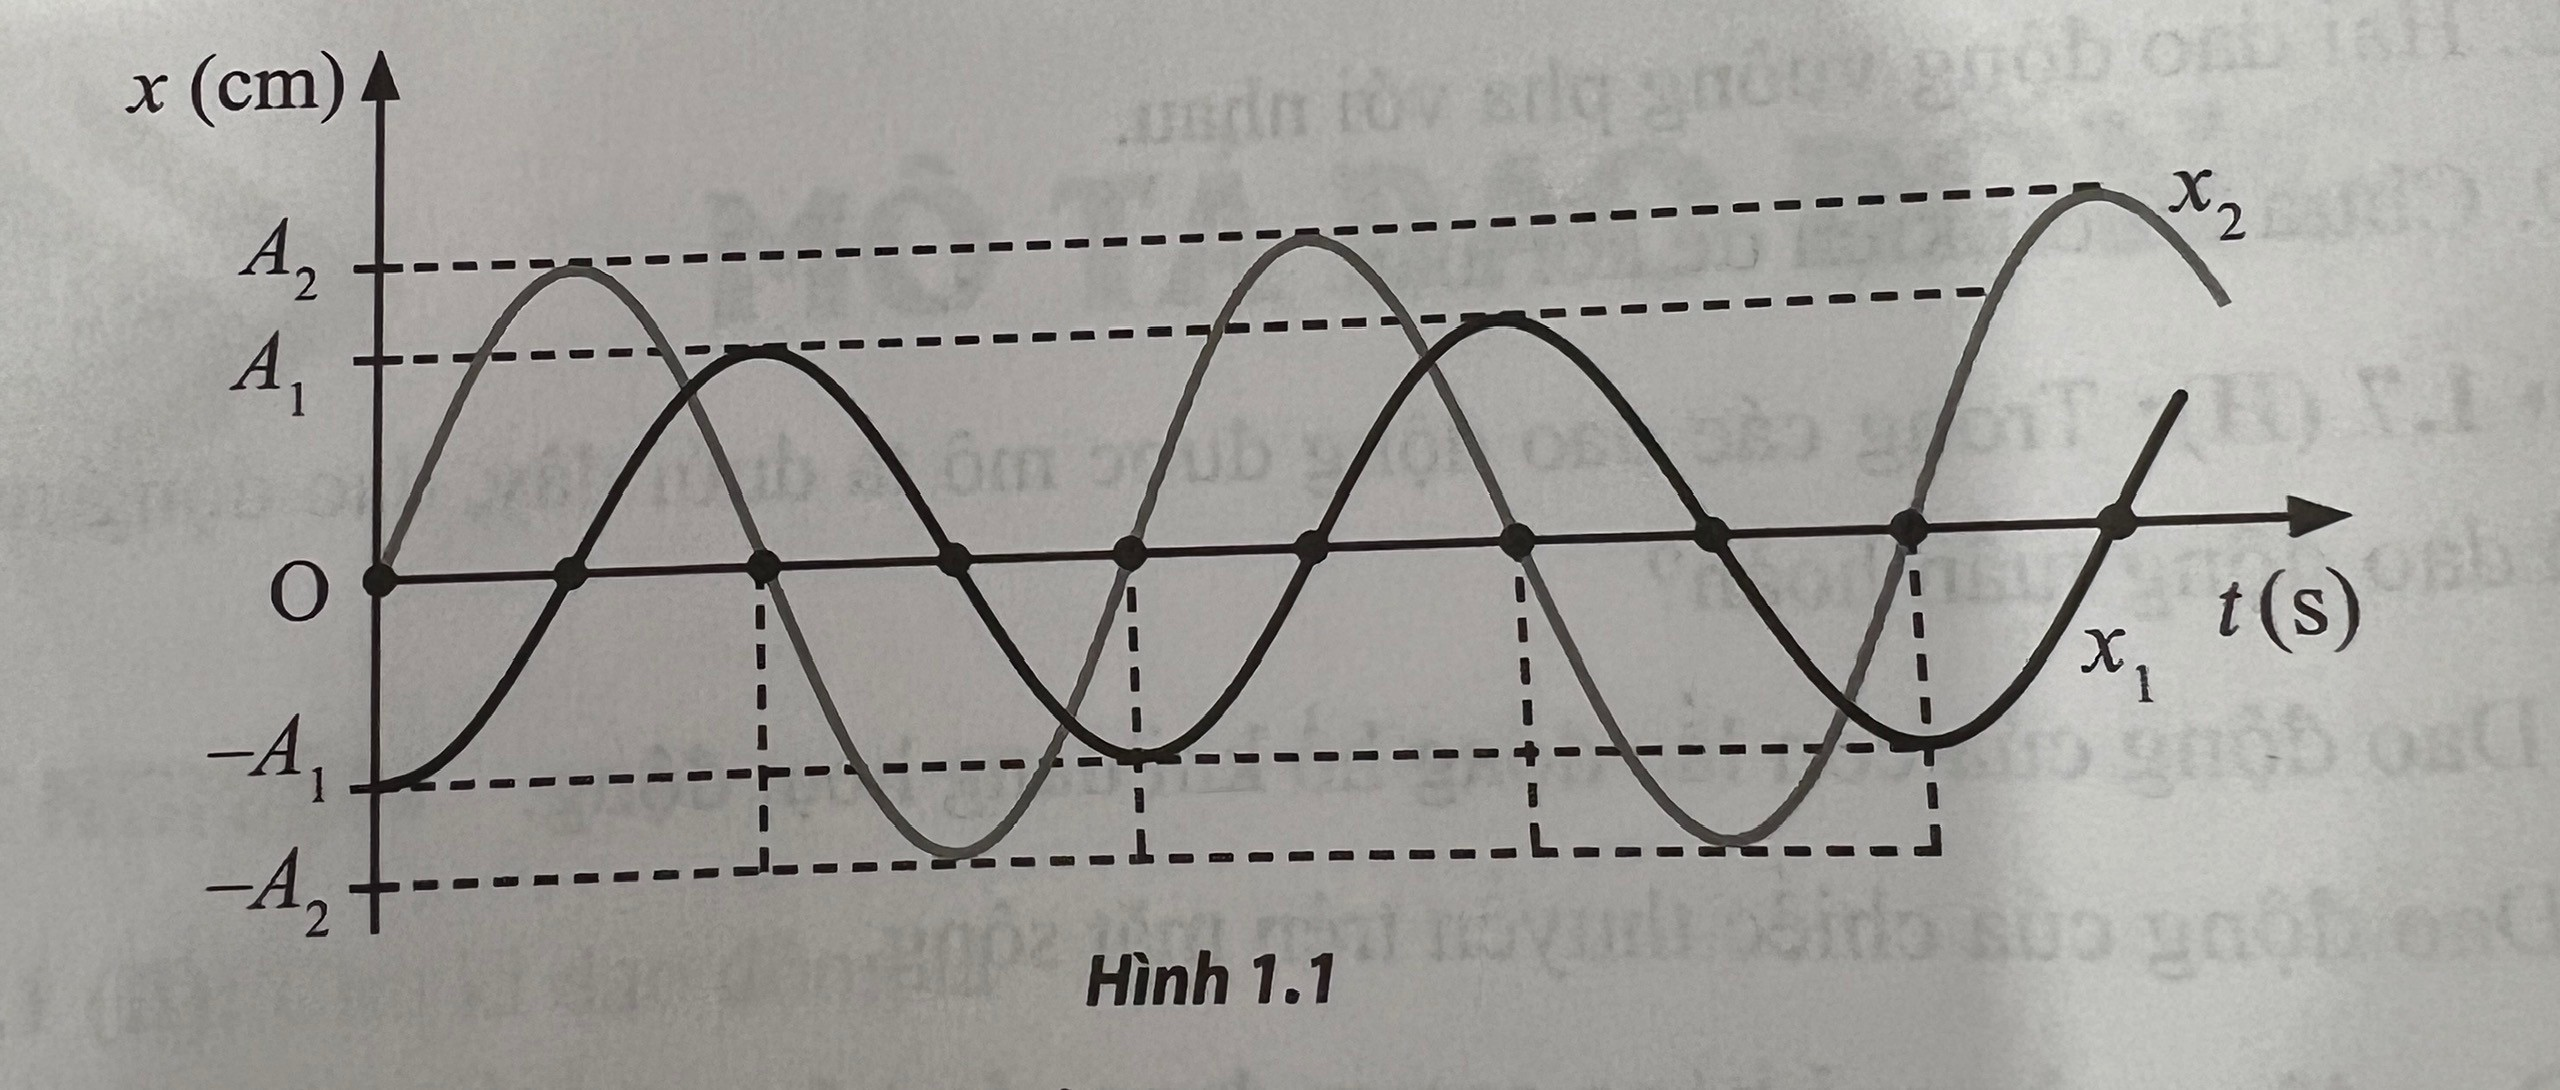 x (cm)
x₂
A₂
A₁
O
t (s)
x₁
–A₁
–A₂
Hình 1.1